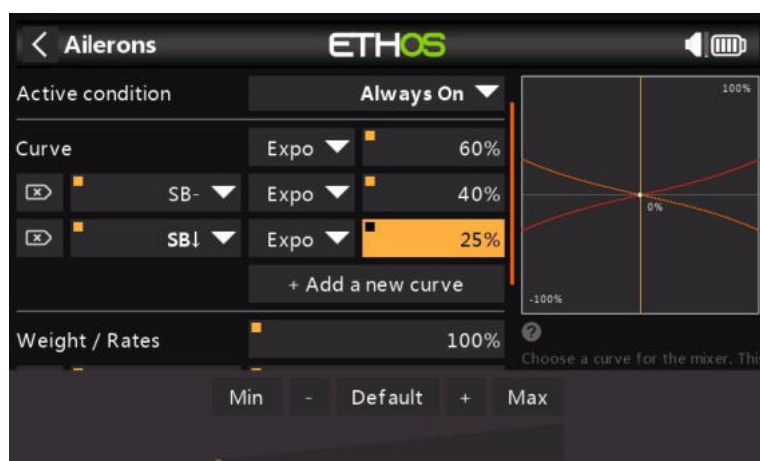 Ailerons ETHOS
Active condition Always On
100%
Curve Expo 60%
SB- Expo 40%
0%
SB↓ Expo 25%
+ Add a new curve
-100%
Weight / Rates 100%
Choose a curve for the mixer. Thi
Min - Default + Max